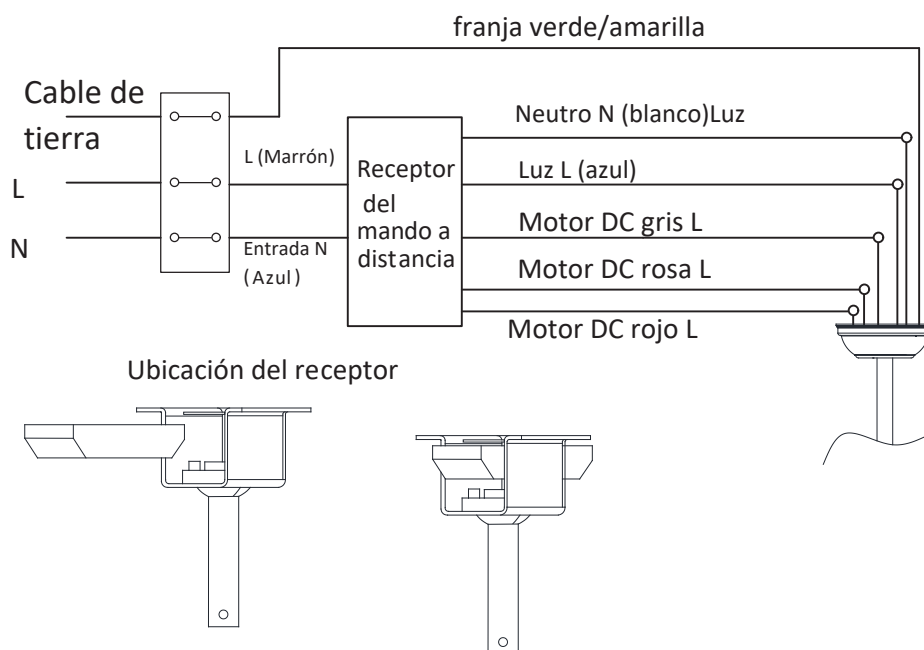 franja verde/amarilla
Cable de
tierra
L
N
L (Marrón)
Entrada N
(Azul)
Receptor
del
mando a
distancia
Neutro N (blanco)Luz
Luz L (azul)
Motor DC gris L
Motor DC rosa L
Motor DC rojo L
Ubicación del receptor